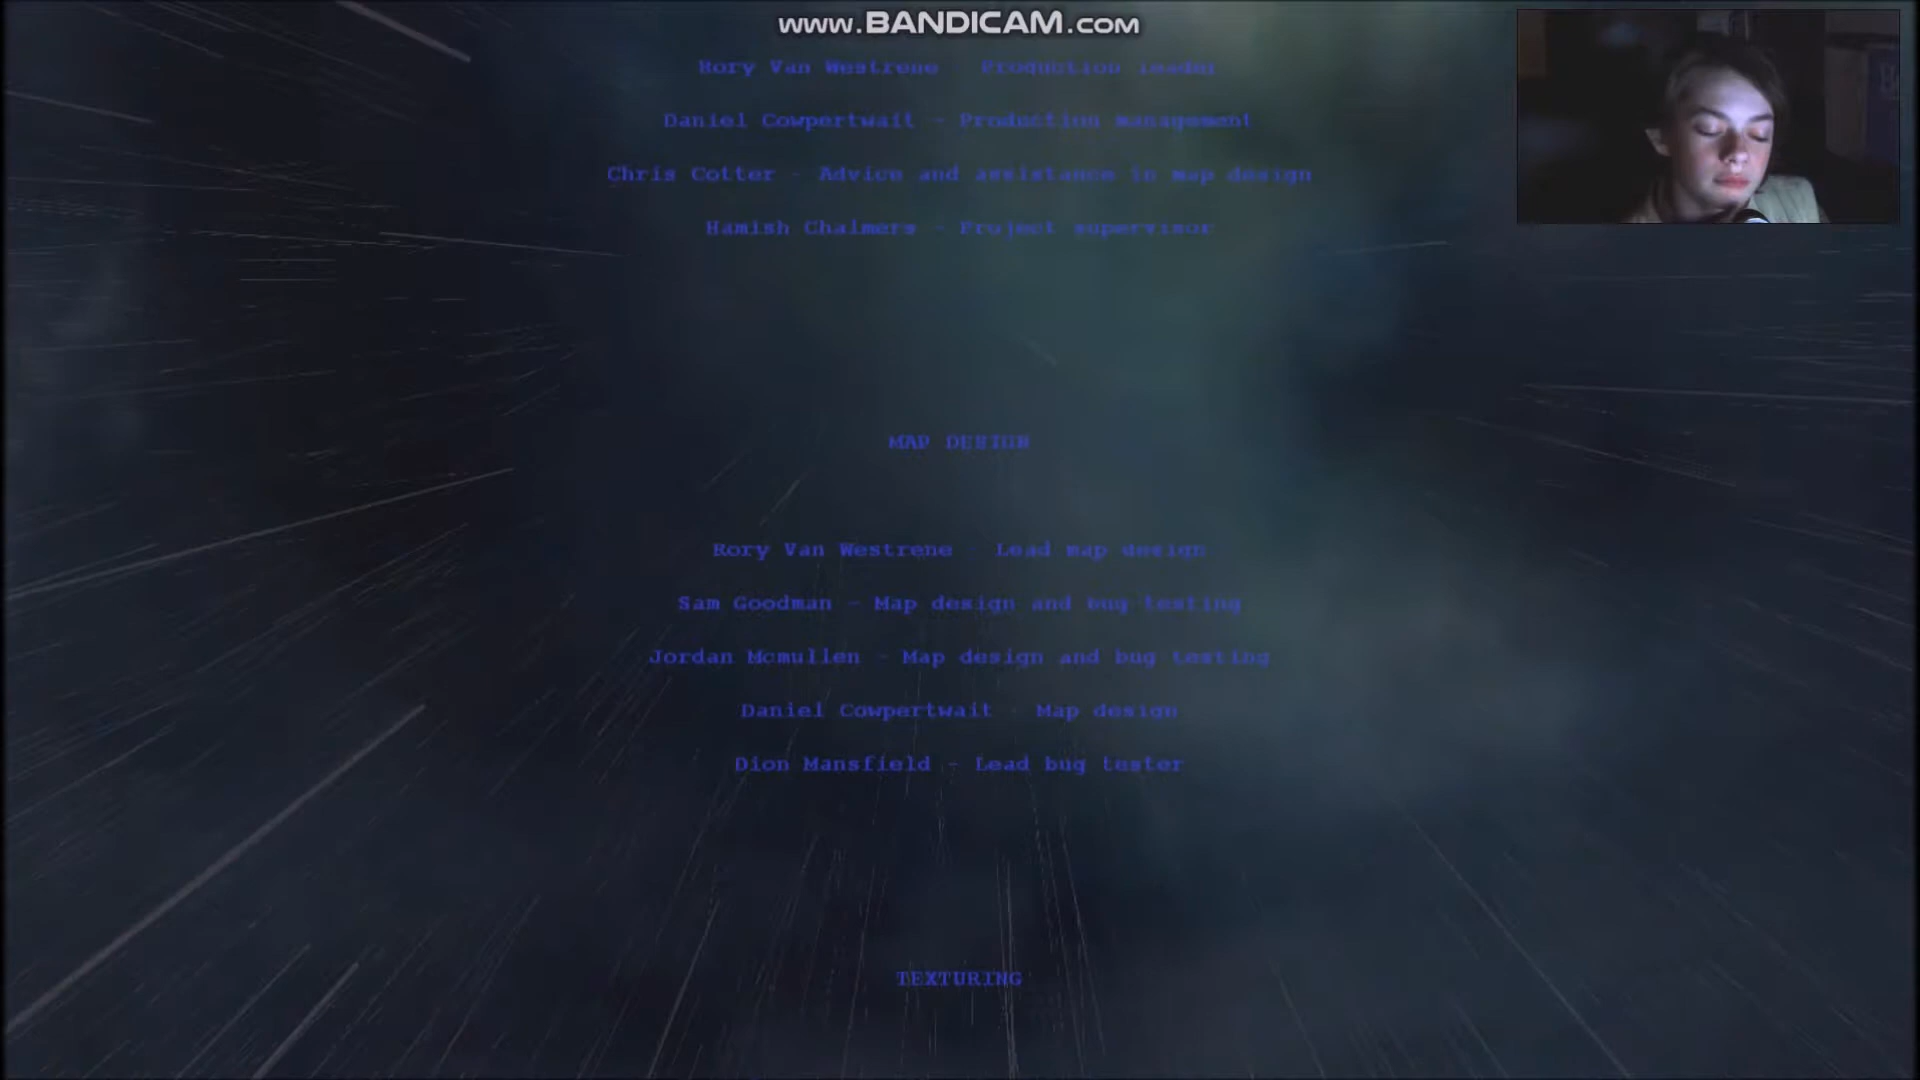 www.BANDICAM.com
Rory Van Westrene - Production leader
Daniel Cowpertwait - Production management
Chris Cotter - Advice and assistance in map design
Hamish Chalmers - Project supervisor
MAP DESIGN
Rory Van Westrene - Lead map design
Sam Goodman - Map design and bug testing
Jordan Mcmullen - Map design and bug testing
Daniel Cowpertwait - Map design
Dion Mansfield - Lead bug tester
TEXTURING